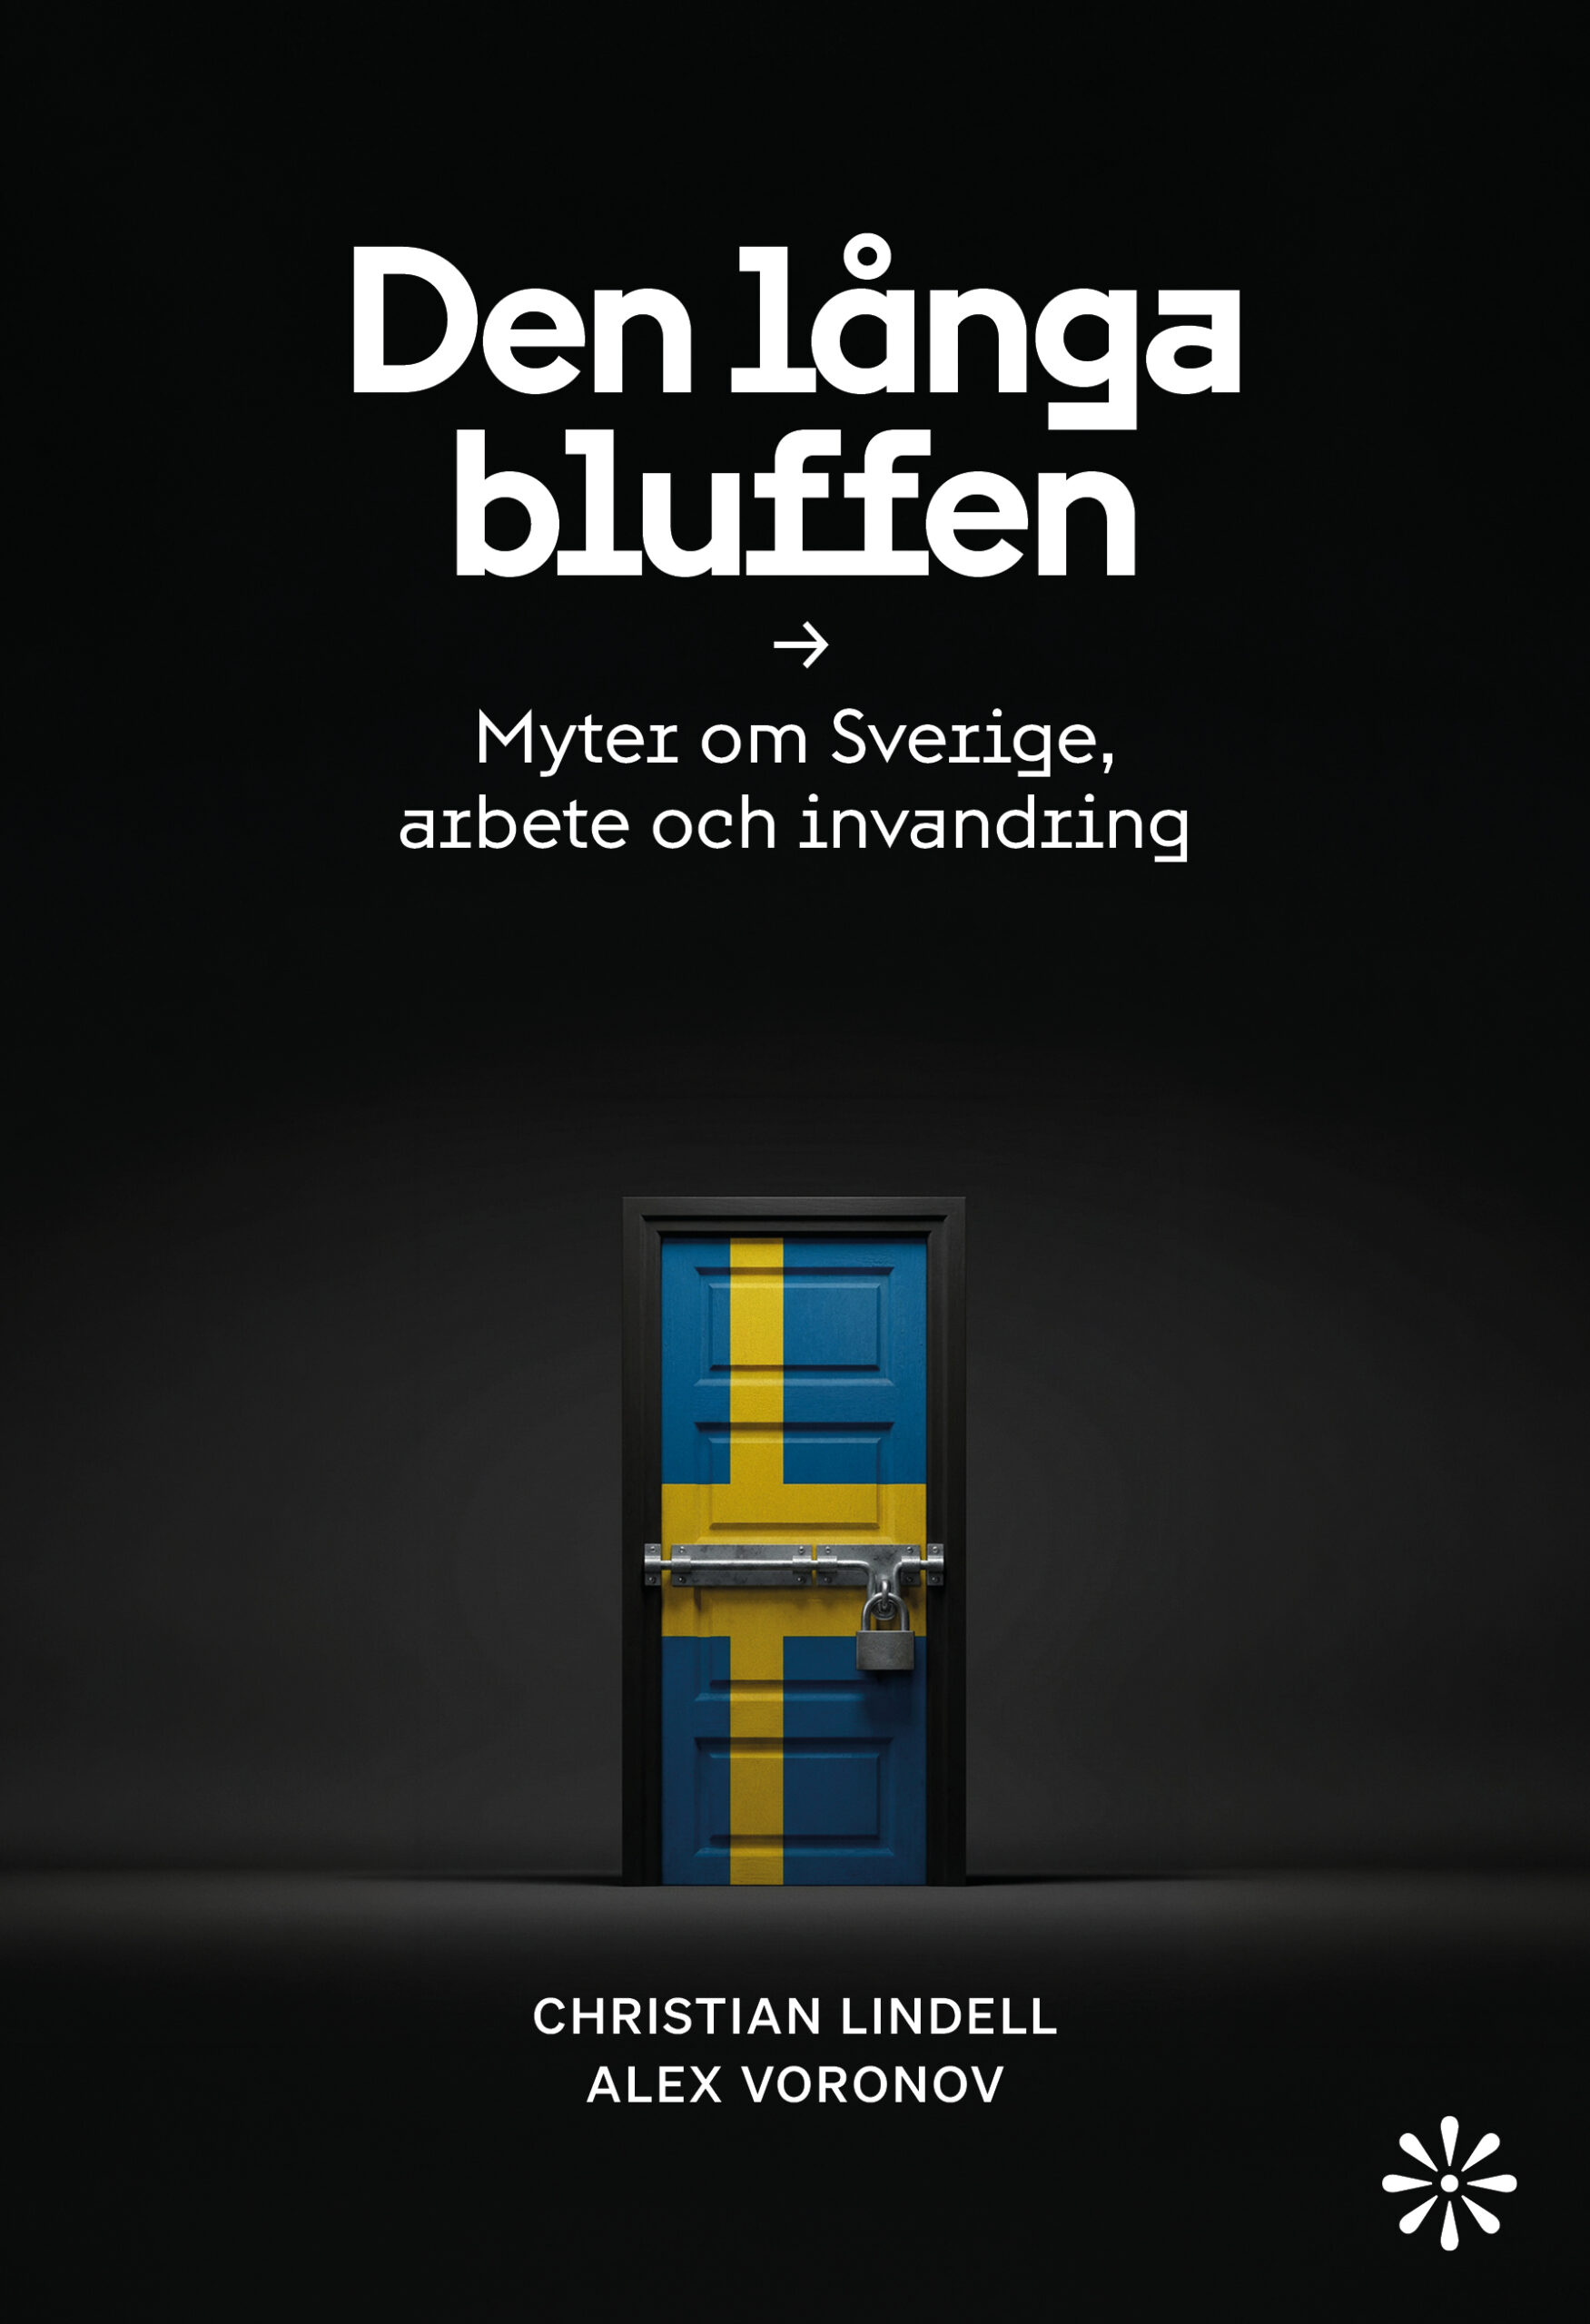 Den långa
bluffen
→
Myter om Sverige,
arbete och invandring
CHRISTIAN LINDELL
ALEX VORONOV